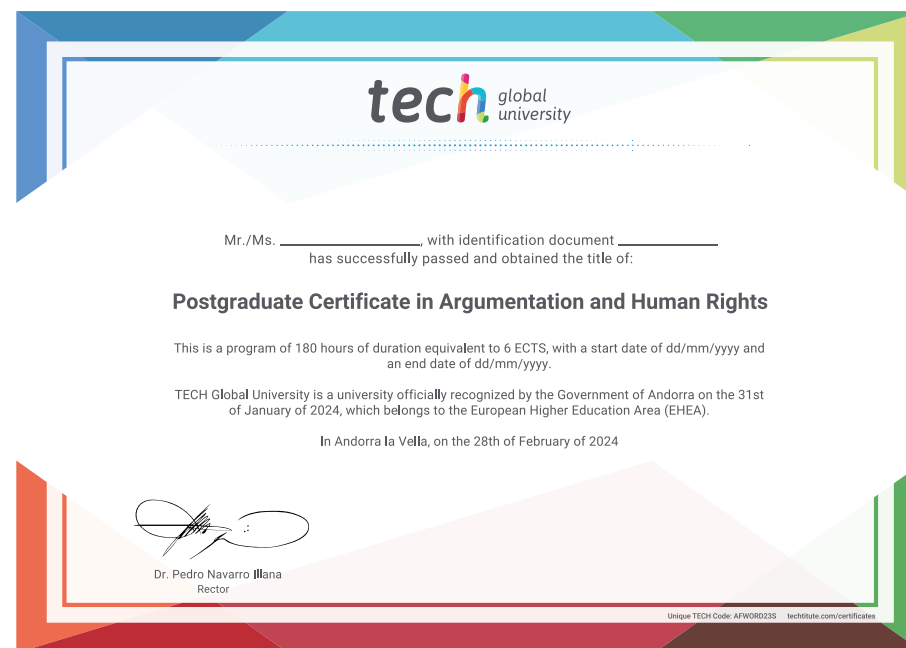 tech global university
Mr./Ms. ____________, with identification document ____________
has successfully passed and obtained the title of:
Postgraduate Certificate in Argumentation and Human Rights
This is a program of 180 hours of duration equivalent to 6 ECTS, with a start date of dd/mm/yyyy and
an end date of dd/mm/yyyy.
TECH Global University is a university officially recognized by the Government of Andorra on the 31st
of January of 2024, which belongs to the European Higher Education Area (EHEA).
In Andorra la Vella, on the 28th of February of 2024
Dr. Pedro Navarro Illana
Rector
Unique TECH Code: AFWORD23S techtitute.com/certificates